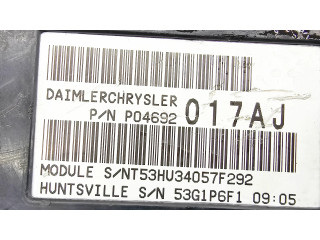 DAIMLERCHRYSLER
P/N P04692 017AJ
MODULE S/NT53HU34057F292
HUNTSVILLE S/N 53G1P6F1 09:05